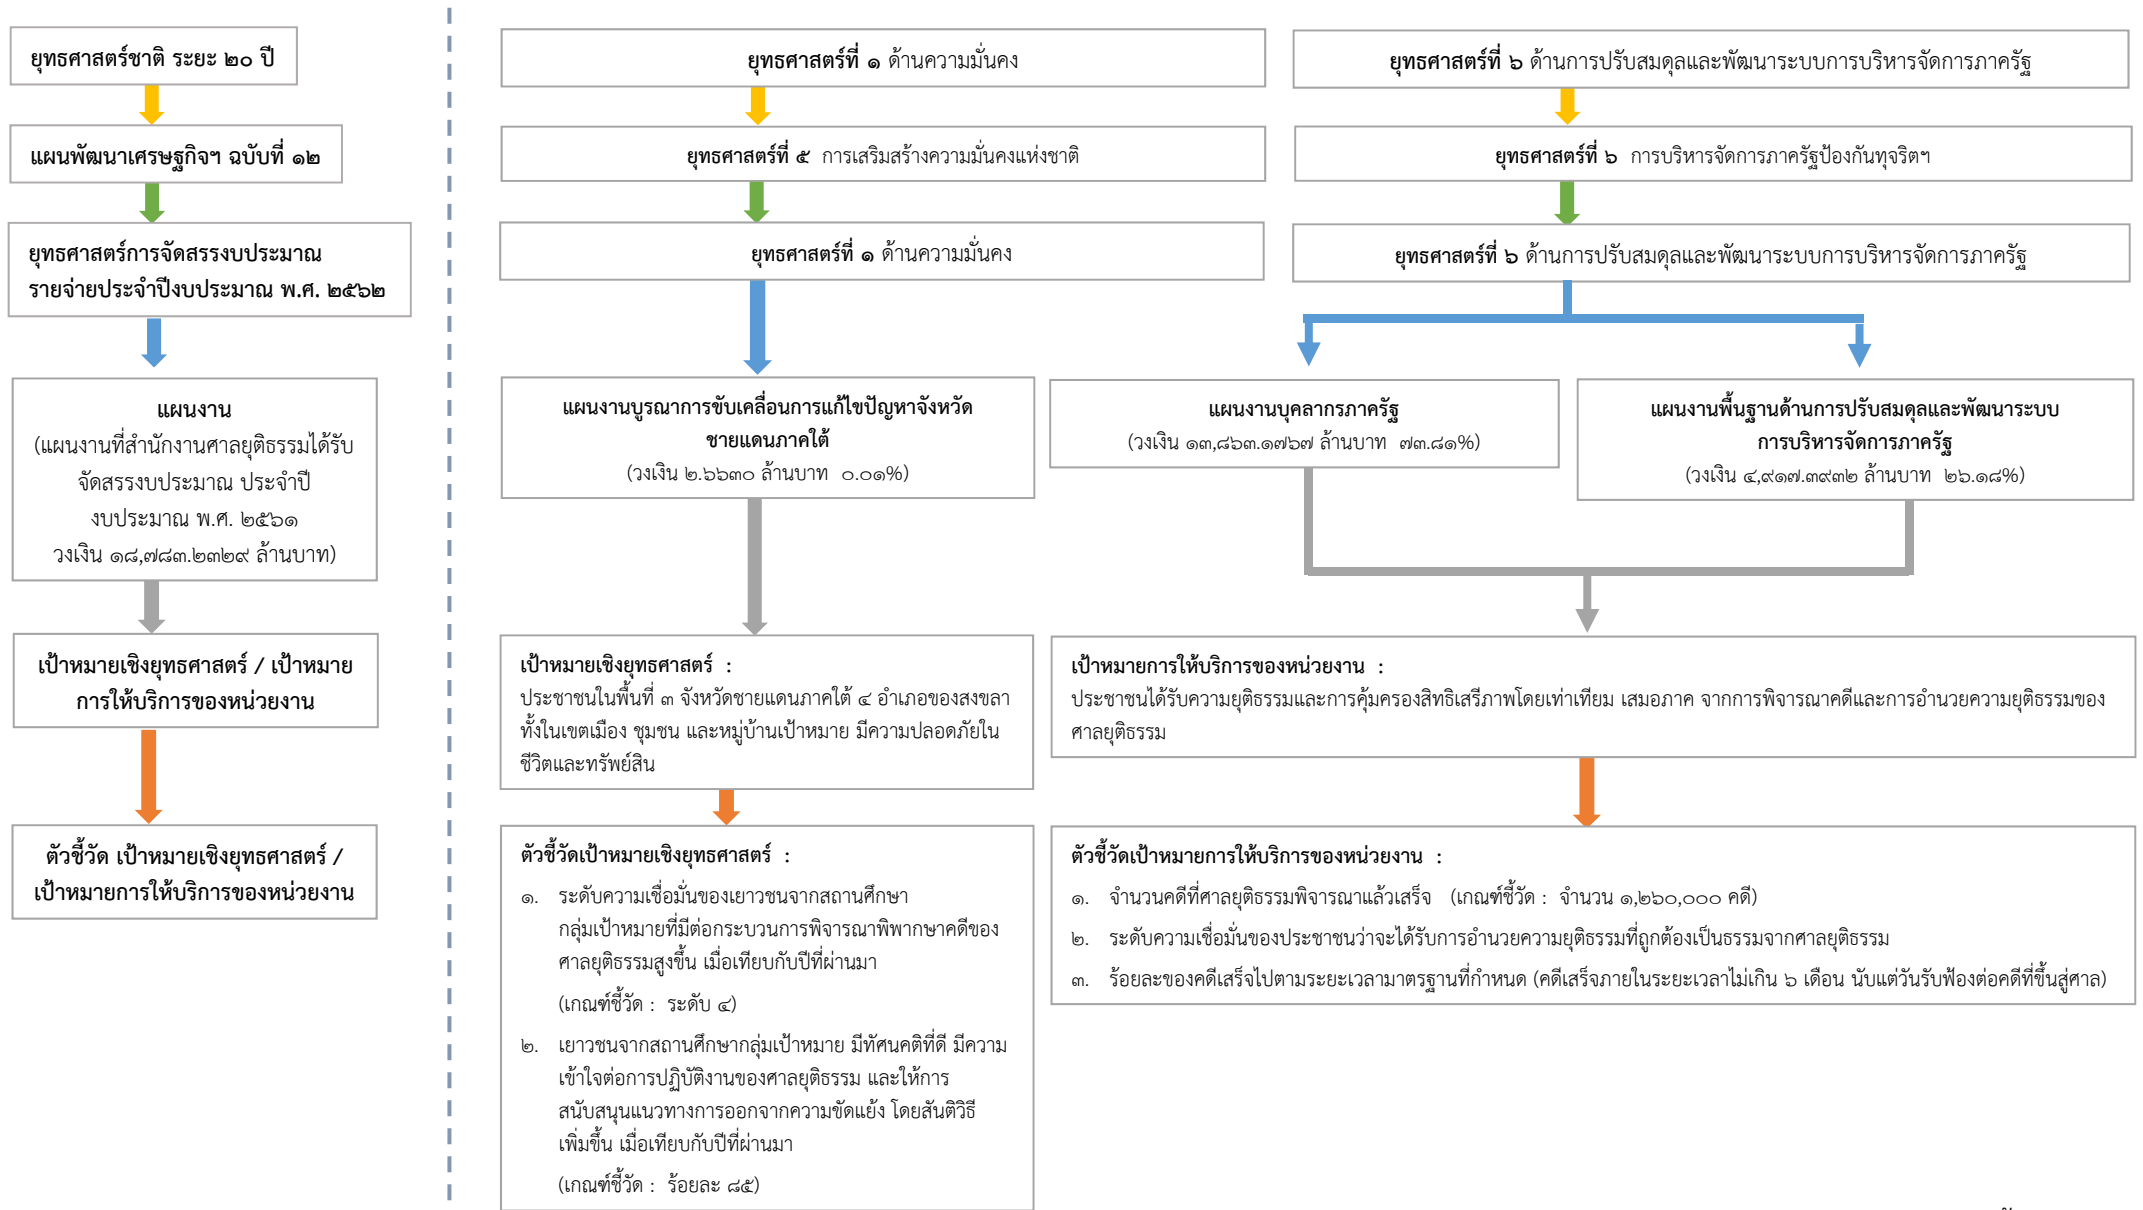 ยุทธศาสตร์ชาติ ระยะ ๒๐ ปี
แผนพัฒนาเศรษฐกิจฯ ฉบับที่ ๑๒
ยุทธศาสตร์การจัดสรรงบประมาณ
รายจ่ายประจำปีงบประมาณ พ.ศ. ๒๕๖๒
แผนงาน
(แผนงานที่สำนักงานศาลยุติธรรมได้รับ
จัดสรรงบประมาณ ประจำปี
งบประมาณ พ.ศ. ๒๕๖๑
วงเงิน ๑๘,๗๘๓.๒๓๒๙ ล้านบาท)
เป้าหมายเชิงยุทธศาสตร์ / เป้าหมาย
การให้บริการของหน่วยงาน
ตัวชี้วัด เป้าหมายเชิงยุทธศาสตร์ /
เป้าหมายการให้บริการของหน่วยงาน
ยุทธศาสตร์ที่ ๑ ด้านความมั่นคง
ยุทธศาสตร์ที่ ๕ การเสริมสร้างความมั่นคงแห่งชาติ
ยุทธศาสตร์ที่ ๑ ด้านความมั่นคง
แผนงานบูรณาการขับเคลื่อนการแก้ไขปัญหาจังหวัด
ชายแดนภาคใต้
(วงเงิน ๒.๖๖๓๐ ล้านบาท ๐.๐๑%)
เป้าหมายเชิงยุทธศาสตร์ :
ประชาชนในพื้นที่ ๓ จังหวัดชายแดนภาคใต้ ๔ อำเภอของสงขลา
ทั้งในเขตเมือง ชุมชน และหมู่บ้านเป้าหมาย มีความปลอดภัยใน
ชีวิตและทรัพย์สิน
ตัวชี้วัดเป้าหมายเชิงยุทธศาสตร์ :
๑. ระดับความเชื่อมั่นของเยาวชนจากสถานศึกษา
กลุ่มเป้าหมายที่มีต่อกระบวนการพิจารณาพิพากษาคดีของ
ศาลยุติธรรมสูงขึ้น เมื่อเทียบกับปีที่ผ่านมา
(เกณฑ์ชี้วัด : ระดับ ๔)
๒. เยาวชนจากสถานศึกษากลุ่มเป้าหมาย มีทัศนคติที่ดี มีความ
เข้าใจต่อการปฏิบัติงานของศาลยุติธรรม และให้การ
สนับสนุนแนวทางการออกจากความขัดแย้ง โดยสันติวิธี
เพิ่มขึ้น เมื่อเทียบกับปีที่ผ่านมา
(เกณฑ์ชี้วัด : ร้อยละ ๘๕)
ยุทธศาสตร์ที่ ๖ ด้านการปรับสมดุลและพัฒนาระบบการบริหารจัดการภาครัฐ
ยุทธศาสตร์ที่ ๖ การบริหารจัดการภาครัฐป้องกันทุจริตฯ
ยุทธศาสตร์ที่ ๖ ด้านการปรับสมดุลและพัฒนาระบบการบริหารจัดการภาครัฐ
แผนงานบุคลากรภาครัฐ
(วงเงิน ๑๓,๘๖๓.๑๗๖๗ ล้านบาท ๗๓.๘๑%)
แผนงานพื้นฐานด้านการปรับสมดุลและพัฒนาระบบ
การบริหารจัดการภาครัฐ
(วงเงิน ๔,๙๑๗.๓๙๓๒ ล้านบาท ๒๖.๑๘%)
เป้าหมายการให้บริการของหน่วยงาน :
ประชาชนได้รับความยุติธรรมและการคุ้มครองสิทธิเสรีภาพโดยเท่าเทียม เสมอภาค จากการพิจารณาคดีและการอำนวยความยุติธรรมของ
ศาลยุติธรรม
ตัวชี้วัดเป้าหมายการให้บริการของหน่วยงาน :
๑. จำนวนคดีที่ศาลยุติธรรมพิจารณาแล้วเสร็จ (เกณฑ์ชี้วัด : จำนวน ๑,๒๖๐,๐๐๐ คดี)
๒. ระดับความเชื่อมั่นของประชาชนว่าจะได้รับการอำนวยความยุติธรรมที่ถูกต้องเป็นธรรมจากศาลยุติธรรม
๓. ร้อยละของคดีเสร็จไปตามระยะเวลามาตรฐานที่กำหนด (คดีเสร็จภายในระยะเวลาไม่เกิน ๖ เดือน นับแต่วันรับฟ้องต่อคดีที่ขึ้นสู่ศาล)